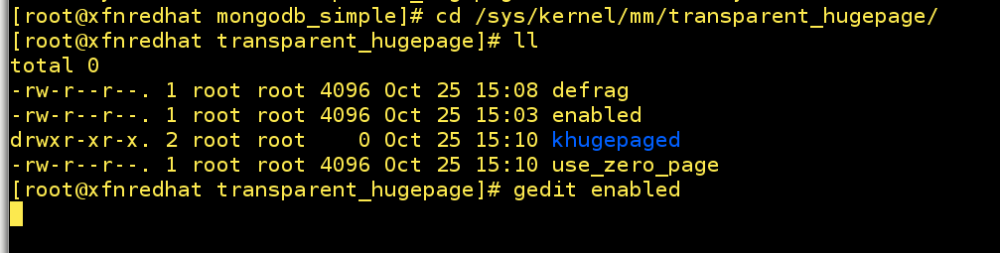 [root@xfnredhat mongodb_simple]# cd /sys/kernel/mm/transparent_hugepage/
[root@xfnredhat transparent_hugepage]# ll
total 0
-rw-r--r--. 1 root root 4096 Oct 25 15:08 defrag
-rw-r--r--. 1 root root 4096 Oct 25 15:03 enabled
drwxr-xr-x. 2 root root    0 Oct 25 15:10 khugepaged
-rw-r--r--. 1 root root 4096 Oct 25 15:10 use_zero_page
[root@xfnredhat transparent_hugepage]# gedit enabled